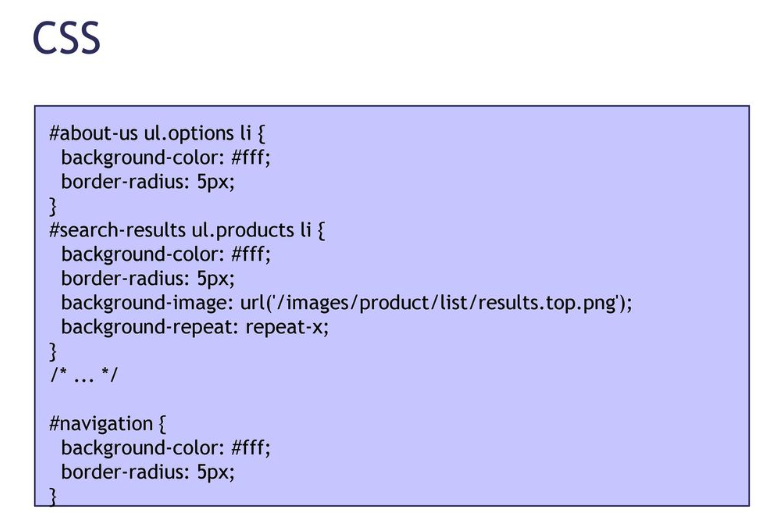 CSS
#about-us ul.options li {
  background-color: #fff;
  border-radius: 5px;
}
#search-results ul.products li {
  background-color: #fff;
  border-radius: 5px;
  background-image: url('/images/product/list/results.top.png');
  background-repeat: repeat-x;
}
/* ... */

#navigation {
  background-color: #fff;
  border-radius: 5px;
}